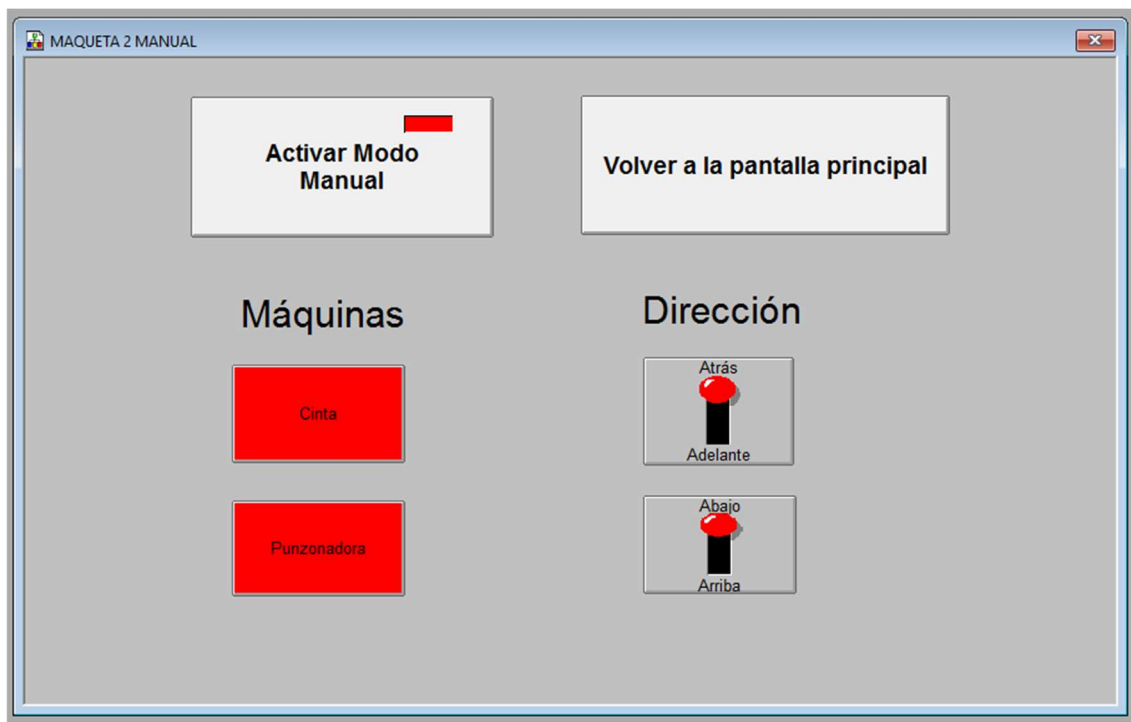 MAQUETA 2 MANUAL
Activar Modo
Manual
Volver a la pantalla principal
Máquinas
Dirección
Cinta
Atrás
Adelante
Punzonadora
Abajo
Arriba